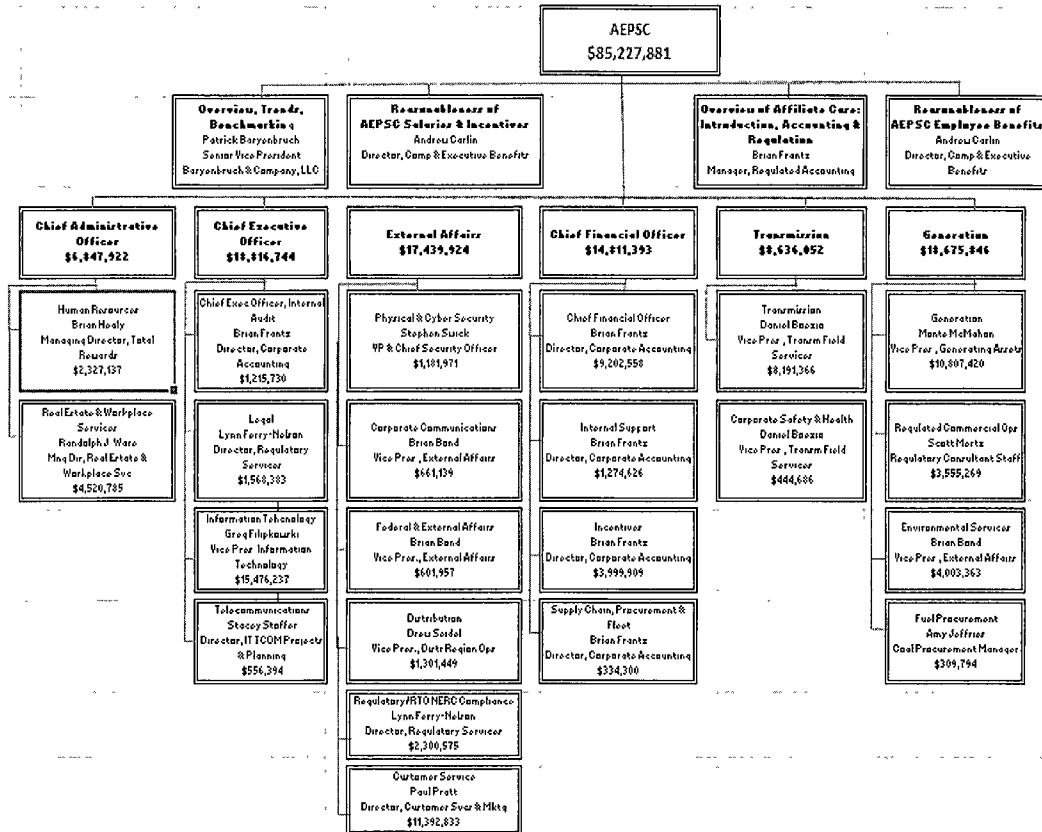 AEPSC
$85,227,881
Overview, Trends,
Benchmarking
Patrick Baryenbruch
Senior Vice President
Baryenbruch & Company, LLC
Reasonableness of
AEPSC Salaries & Incentives
Andrew Carlin
Director, Comp & Executive Benefits
Overview of Affiliate Case:
Introduction, Accounting &
Regulation
Brian Frantz
Manager, Regulated Accounting
Reasonableness of
AEPSC Employee Benefits
Andrew Carlin
Director, Comp & Executive
Benefits
Chief Administrative
Officer
$6,847,922
Chief Executive
Officer
$18,816,744
External Affairs
$17,439,924
Chief Financial Officer
$14,811,393
Transmission
$8,636,052
Generation
$18,675,846
Human Resources
Brian Healy
Managing Director, Total
Rewards
$2,327,137
Real Estate & Workplace
Services
Randolph J. Ware
Mng Dir, Real Estate &
Workplace Svc
$4,520,785
Chief Exec Officer, Internal
Audit
Brian Frantz
Director, Corporate
Accounting
$1,215,730
Legal
Lynn Ferry-Nelson
Director, Regulatory
Services
$1,568,383
Information Tehcnology
Greg Filipkowski
Vice Pres Information
Technology
$15,476,237
Telecommunications
Stacey Stoffer
Director, IT TCOM Projects
& Planning
$556,394
Physical & Cyber Security
Stephen Swick
VP & Chief Security Officer
$1,181,971
Corporate Communications
Brian Bond
Vice Pres., External Affairs
$661,139
Federal & External Affairs
Brian Bond
Vice Pres., External Affairs
$601,957
Distribution
Drew Seidel
Vice Pres., Distr Region Ops
$1,301,449
Regulatory/RTO NERC Compliance
Lynn Ferry-Nelson
Director, Regulatory Services
$2,300,575
Customer Service
Paul Pratt
Director, Customer Svcs & Mktg
$11,392,833
Chief Financial Officer
Brian Frantz
Director, Corporate Accounting
$9,202,558
Internal Support
Brian Frantz
Director, Corporate Accounting
$1,274,626
Incentives
Brian Frantz
Director, Corporate Accounting
$3,999,909
Supply Chain, Procurement &
Fleet
Brian Frantz
Director, Corporate Accounting
$334,300
Transmission
Daniel Boezio
Vice Pres., Transm Field
Services
$8,191,366
Corporate Safety & Health
Daniel Boezio
Vice Pres., Transm Field
Services
$444,686
Generation
Monte McMahon
Vice Pres., Generating Assets
$10,807,420
Regulated Commercial Ops
Scott Mertz
Regulatory Consultant Staff
$3,555,269
Environmental Services
Brian Bond
Vice Pres., External Affairs
$4,003,363
Fuel Procurement
Amy Jeffries
Coal Procurement Manager
$309,794